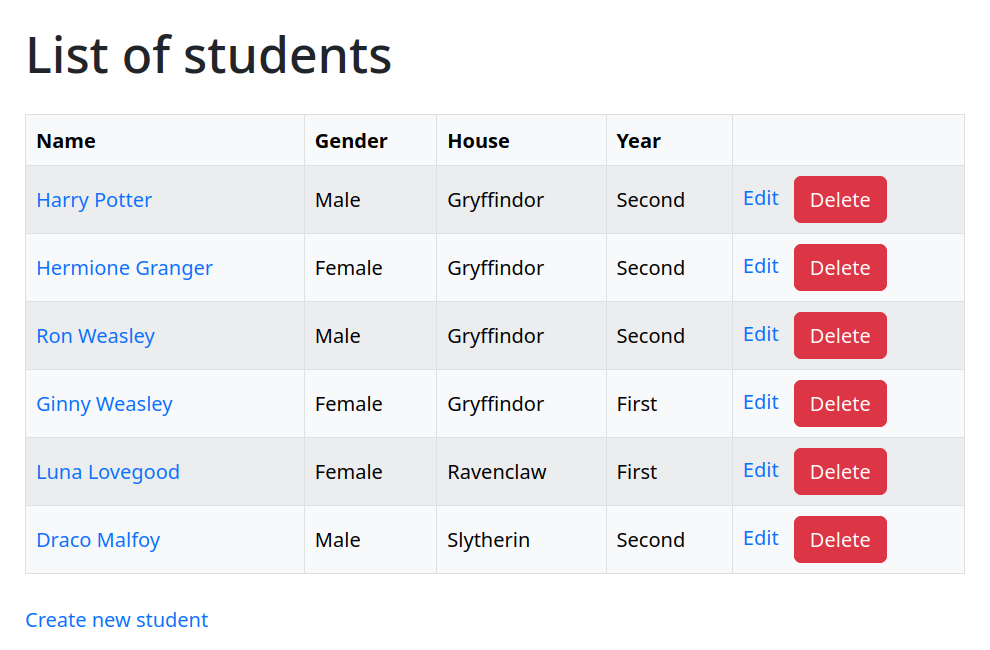 List of students
Name Gender House Year
Harry Potter Male Gryffindor Second Edit Delete
Hermione Granger Female Gryffindor Second Edit Delete
Ron Weasley Male Gryffindor Second Edit Delete
Ginny Weasley Female Gryffindor First Edit Delete
Luna Lovegood Female Ravenclaw First Edit Delete
Draco Malfoy Male Slytherin Second Edit Delete
Create new student